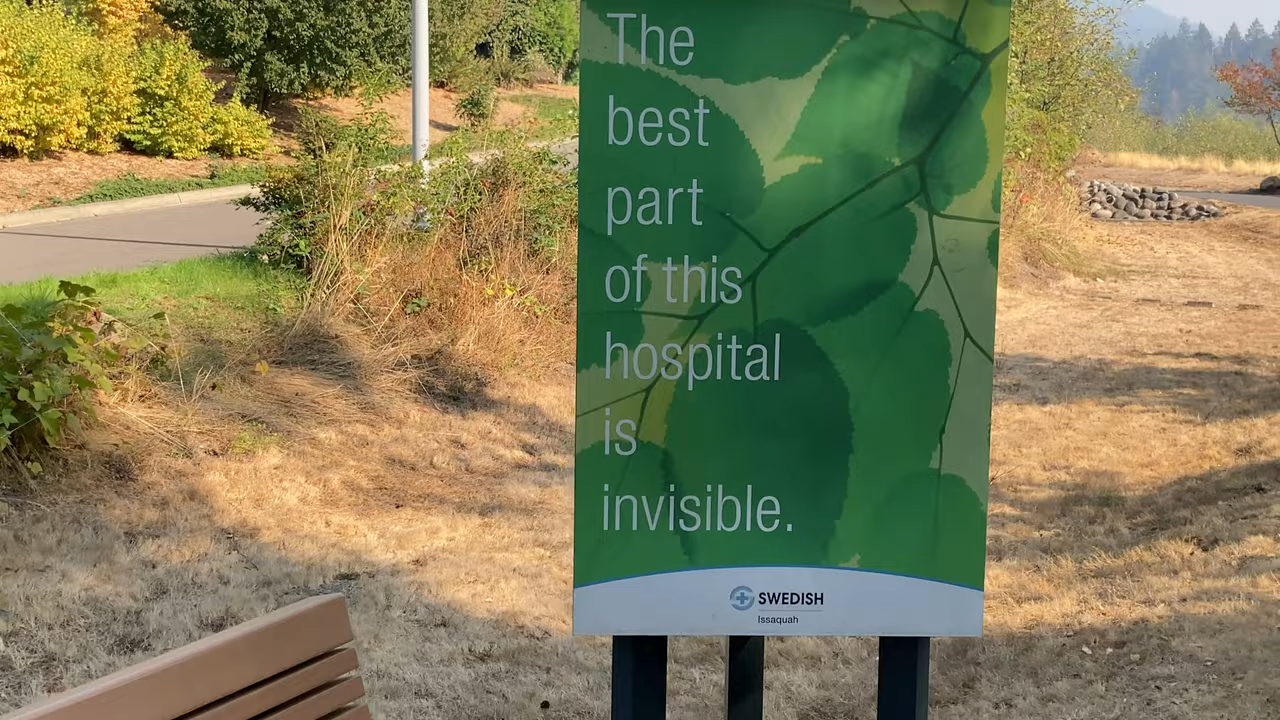 The
best
part
of this
hospital
is
invisible.
SWEDISH
Issaquah